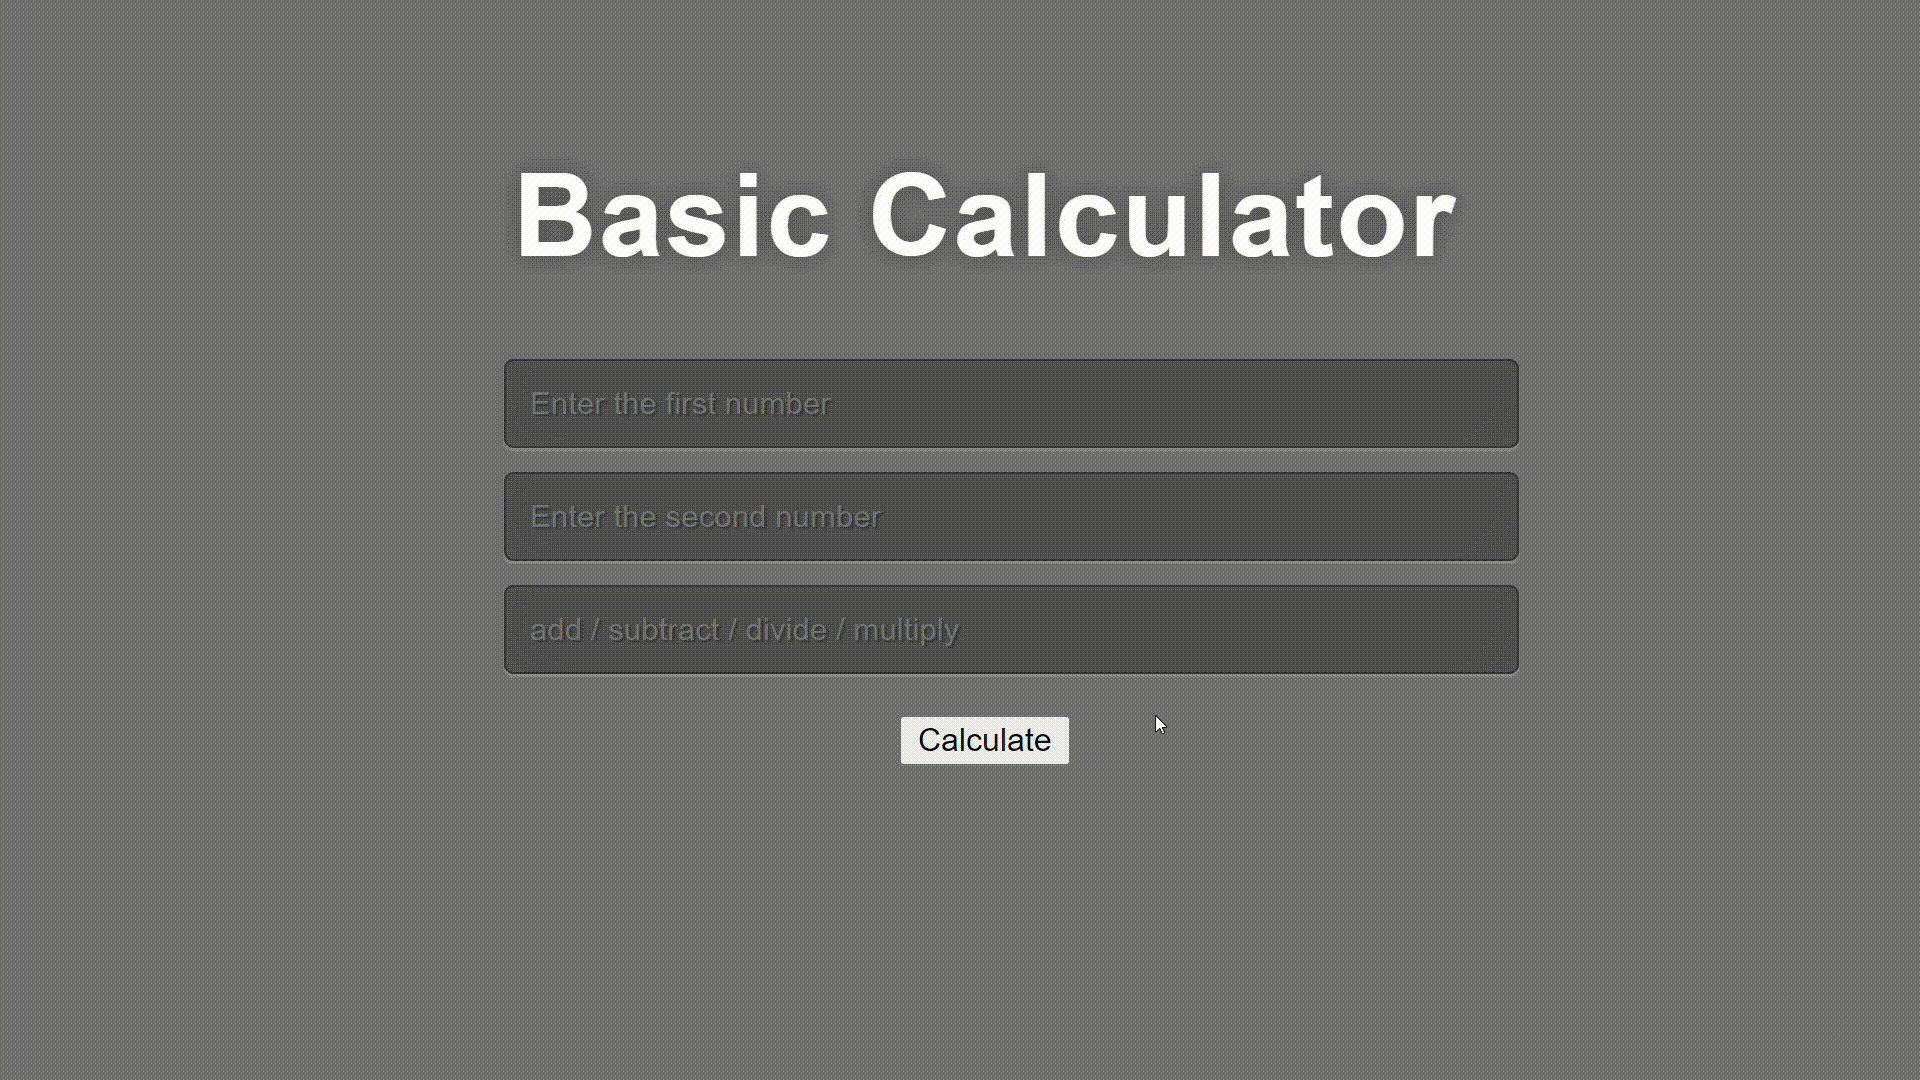 Basic Calculator
Enter the first number
Enter the second number
add / subtract / divide / multiply
Calculate